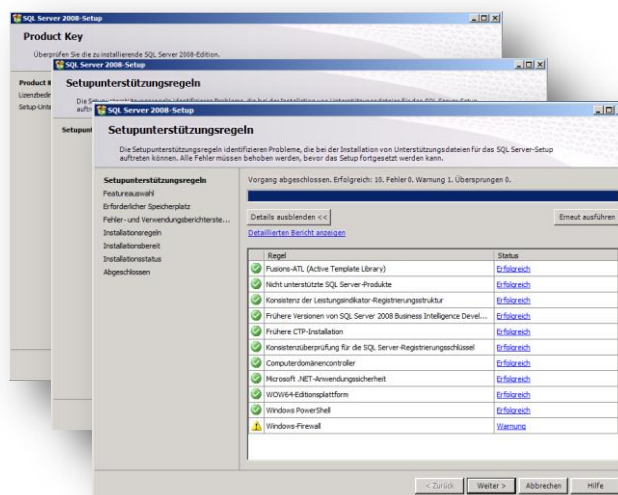 SQL Server 2008-Setup
Product Key
Überprüfen Sie die zu installierende SQL Server 2008-Edition.
Product
Lizenzbedin
Setup-Unte
SQL Server 2008-Setup
Setupunterstützungsregeln
Setupunt
SQL Server 2008-Setup
Setupunterstützungsregeln
Die Setupunterstützungsregeln identifizieren Probleme, die bei der Installation von Unterstützungsdateien für das SQL Server-Setup
auftreten können. Alle Fehler müssen behoben werden, bevor das Setup fortgesetzt werden kann.
Setupunterstützungsregeln
Featureauswahl
Erforderlicher Speicherplatz
Fehler- und Verwendungsberichterste...
Installationsregeln
Installationsbereit
Installationsstatus
Abgeschlossen
Vorgang abgeschlossen. Erfolgreich: 10. Fehler 0. Warnung 1. Übersprungen 0.
Details ausblenden << Erneut ausführen
Detaillierten Bericht anzeigen
Regel Status
Fusions-ATL (Active Template Library) Erfolgreich
Nicht unterstützte SQL Server-Produkte Erfolgreich
Konsistenz der Leistungsindikator-Registrierungsstruktur Erfolgreich
Frühere Versionen von SQL Server 2008 Business Intelligence Devel... Erfolgreich
Frühere CTP-Installation Erfolgreich
Konsistenzüberprüfung für die SQL Server-Registrierungsschlüssel Erfolgreich
Computerdomänencontroller Erfolgreich
Microsoft .NET-Anwendungssicherheit Erfolgreich
WOW64-Editionsplattform Erfolgreich
Windows PowerShell Erfolgreich
Windows-Firewall Warnung
< Zurück Weiter > Abbrechen Hilfe